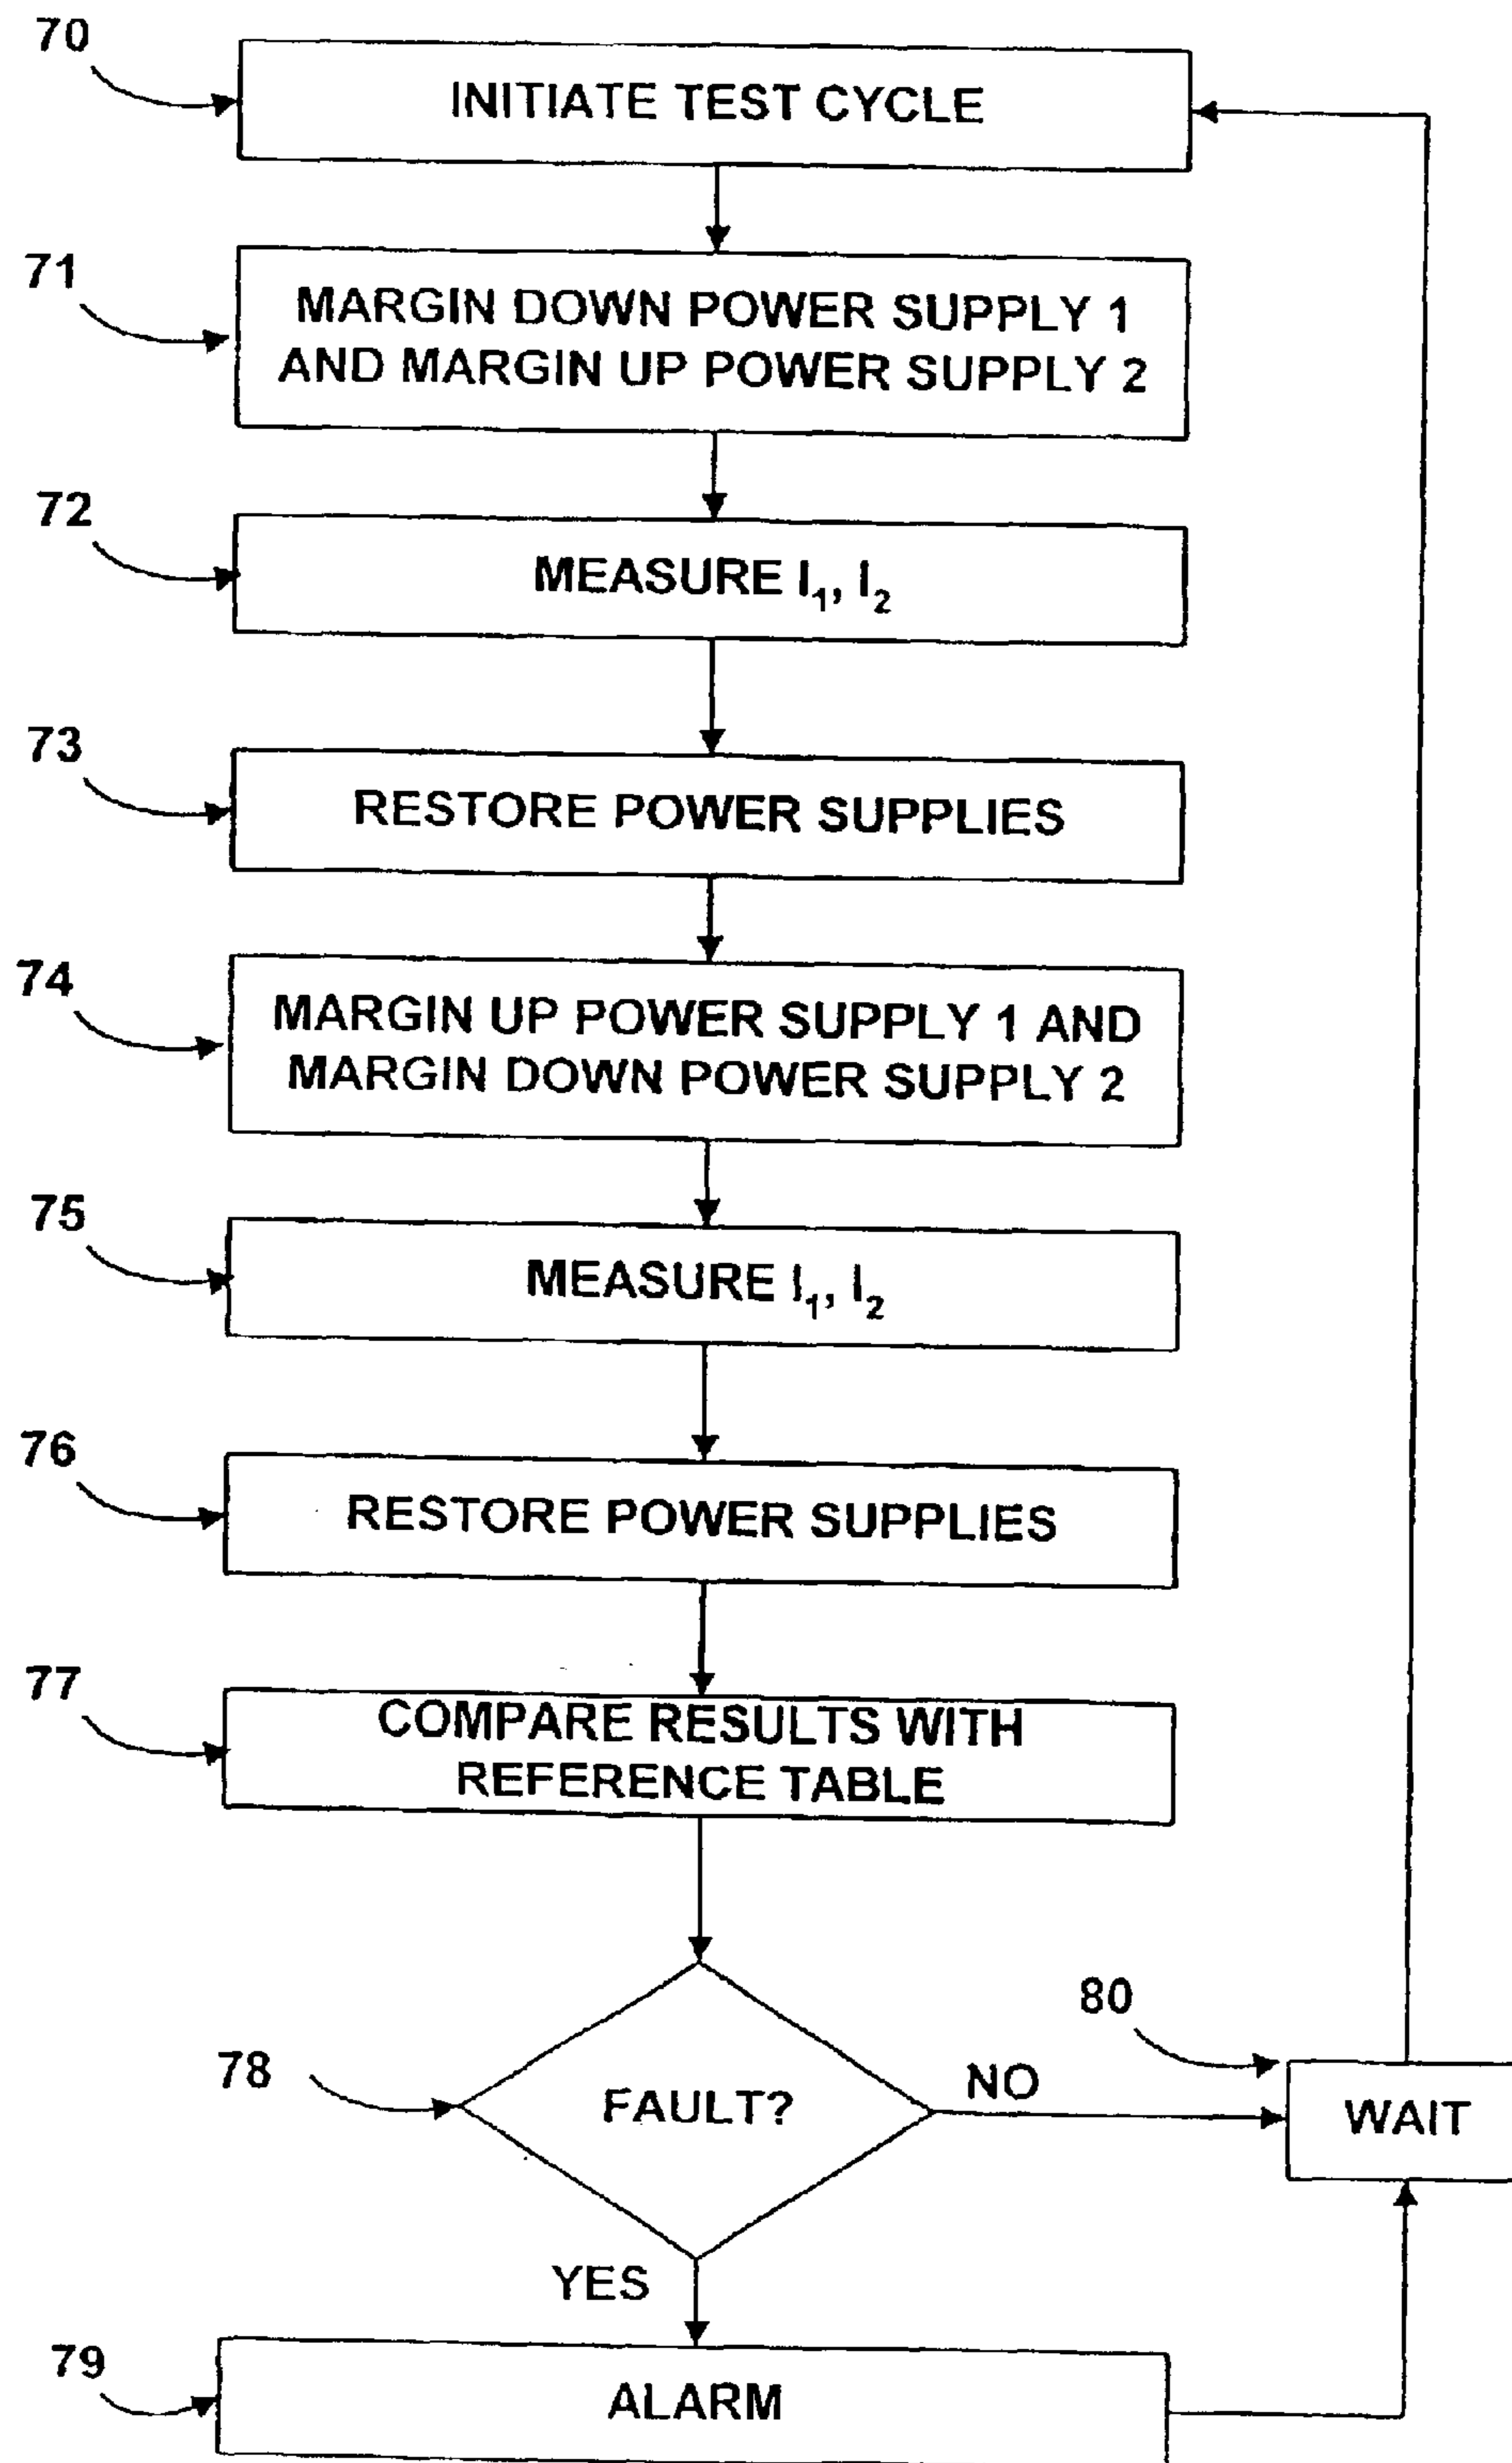 70
INITIATE TEST CYCLE
71
MARGIN DOWN POWER SUPPLY 1
AND MARGIN UP POWER SUPPLY 2
72
MEASURE I₁, I₂
73
RESTORE POWER SUPPLIES
74
MARGIN UP POWER SUPPLY 1 AND
MARGIN DOWN POWER SUPPLY 2
75
MEASURE I₁, I₂
76
RESTORE POWER SUPPLIES
77
COMPARE RESULTS WITH
REFERENCE TABLE
78
FAULT?
NO
80
WAIT
YES
79
ALARM